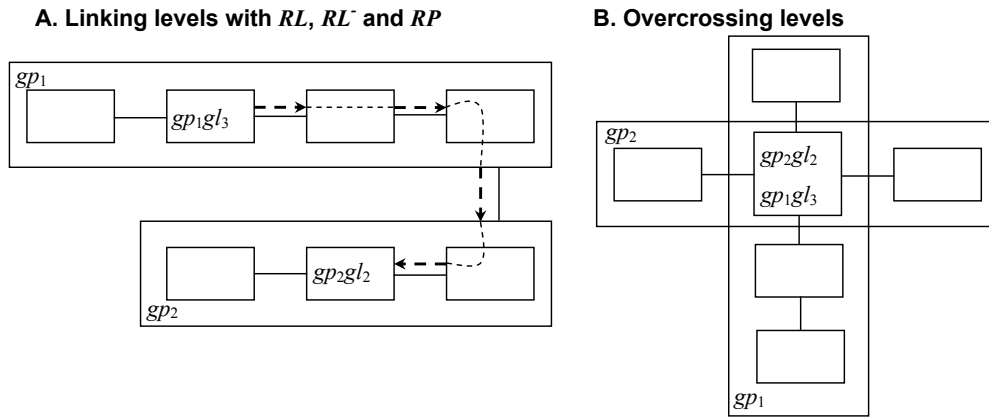 A. Linking levels with RL, RL⁻ and RP
gp₁
gp₁gl₃
gp₂gl₂
gp₂
B. Overcrossing levels
gp₂
gp₂gl₂
gp₁gl₃
gp₁